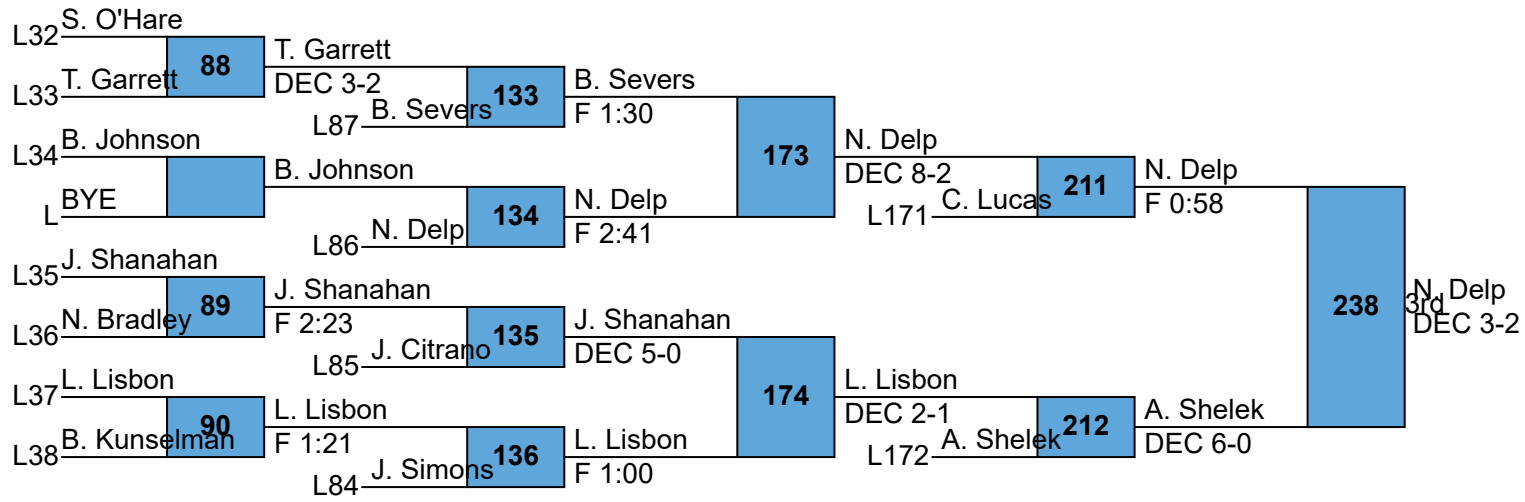 S. O'Hare
L32
88
T. Garrett
DEC 3-2
L33 T. Garrett
133
B. Severs
F 1:30
L87 B. Severs
L34 B. Johnson
173
N. Delp
DEC 8-2
B. Johnson
L BYE
134
N. Delp
F 2:41
L86 N. Delp
L171 C. Lucas
211
N. Delp
F 0:58
L35 J. Shanahan
89
J. Shanahan
F 2:23
L36 N. Bradley
135
J. Shanahan
DEC 5-0
L85 J. Citrano
238
3rd
N. Delp
DEC 3-2
L37 L. Lisbon
90
L. Lisbon
F 1:21
L38 B. Kunselman
174
L. Lisbon
DEC 2-1
136
L. Lisbon
F 1:00
L84 J. Simons
L172 A. Shelek
212
A. Shelek
DEC 6-0